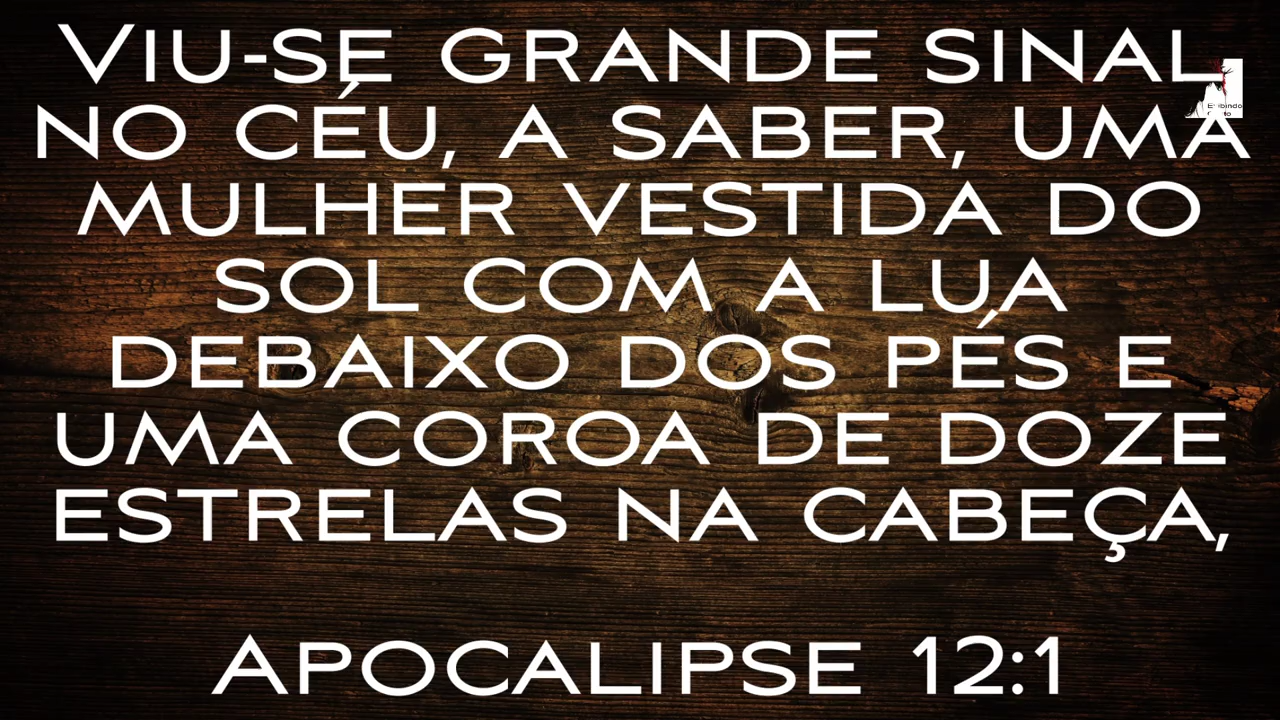 VIU-SE GRANDE SINAL
NO CÉU, A SABER, UMA
MULHER VESTIDA DO
SOL COM A LUA
DEBAIXO DOS PÉS E
UMA COROA DE DOZE
ESTRELAS NA CABEÇA,
APOCALIPSE 12:1